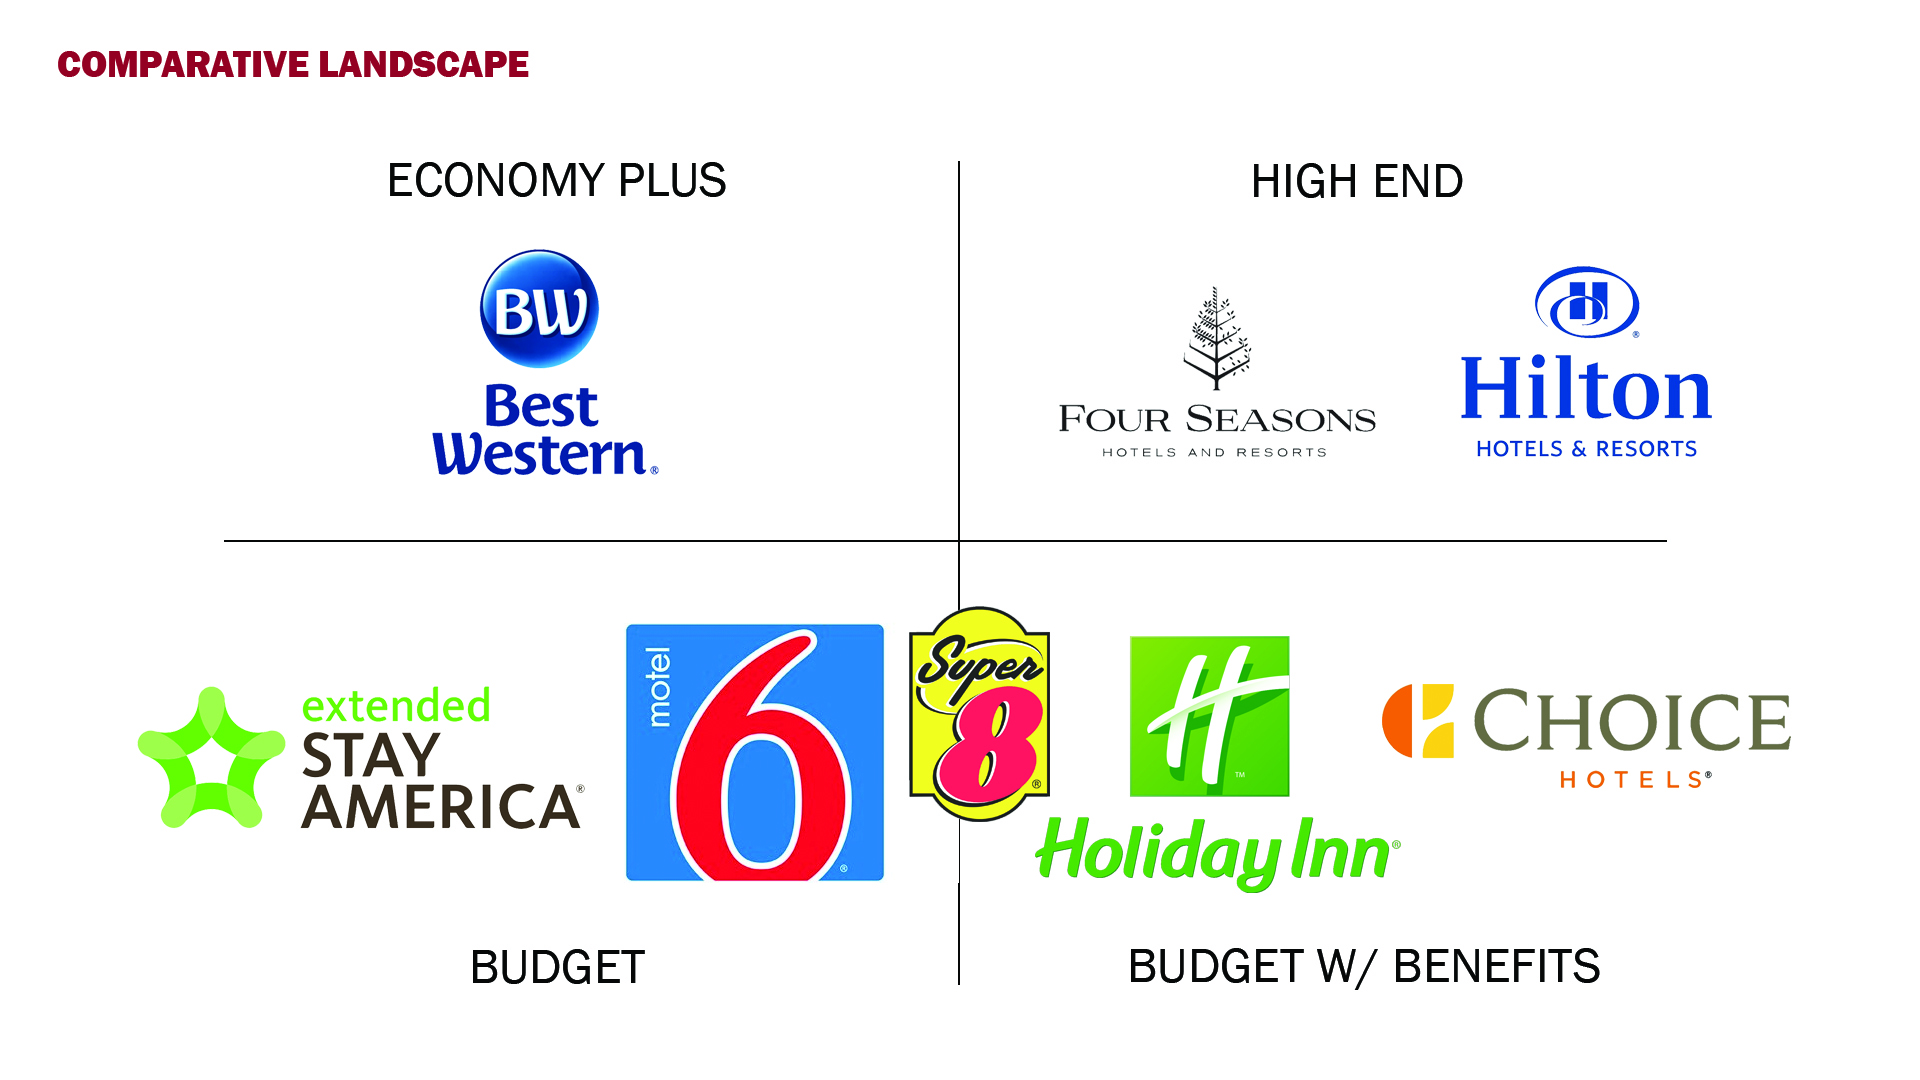 COMPARATIVE LANDSCAPE
ECONOMY PLUS
HIGH END
BW
Best
Western®
FOUR SEASONS
HOTELS AND RESORTS
H®
Hilton
HOTELS & RESORTS
extended
STAY
AMERICA®
motel
6®
Super
8®
H™
Holiday Inn®
CHOICE
HOTELS®
BUDGET
BUDGET W/ BENEFITS